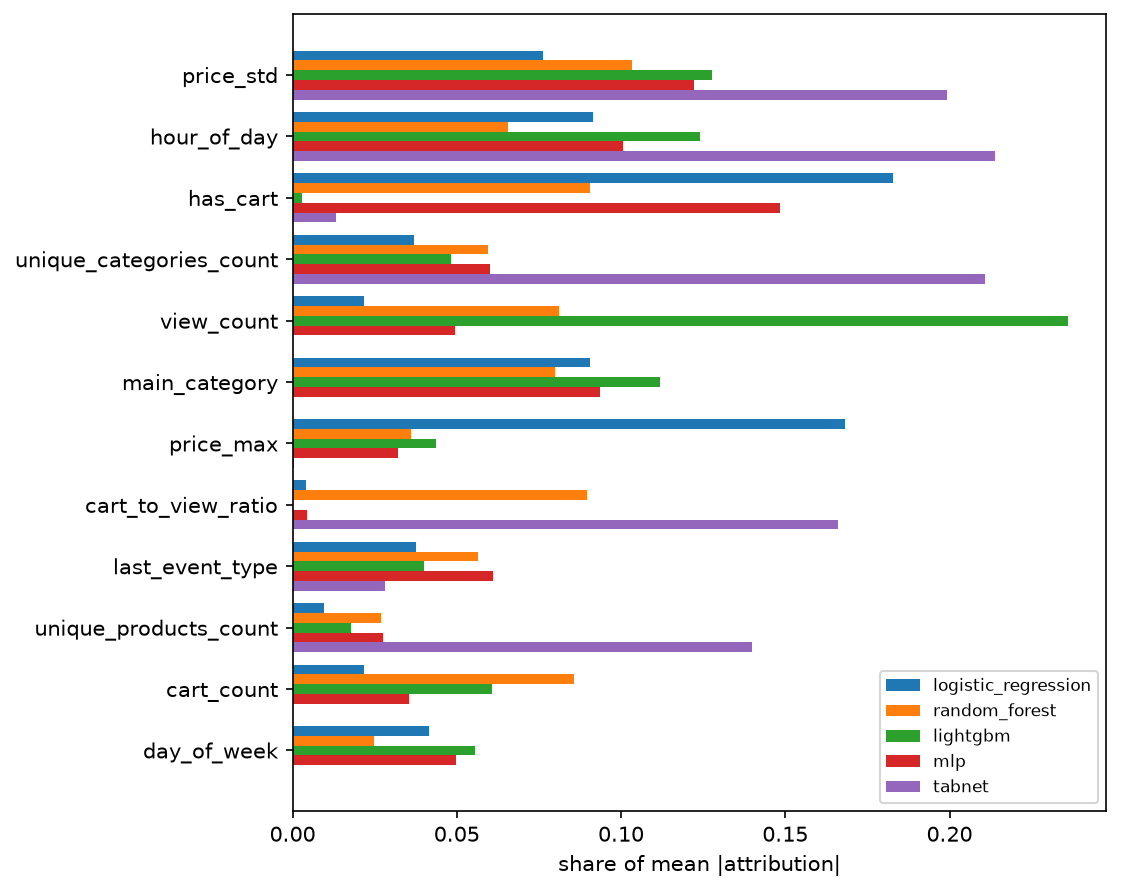 price_std
hour_of_day
has_cart
unique_categories_count
view_count
main_category
price_max
cart_to_view_ratio
last_event_type
unique_products_count
cart_count
day_of_week
logistic_regression
random_forest
lightgbm
mlp
tabnet
0.00 0.05 0.10 0.15 0.20
share of mean |attribution|